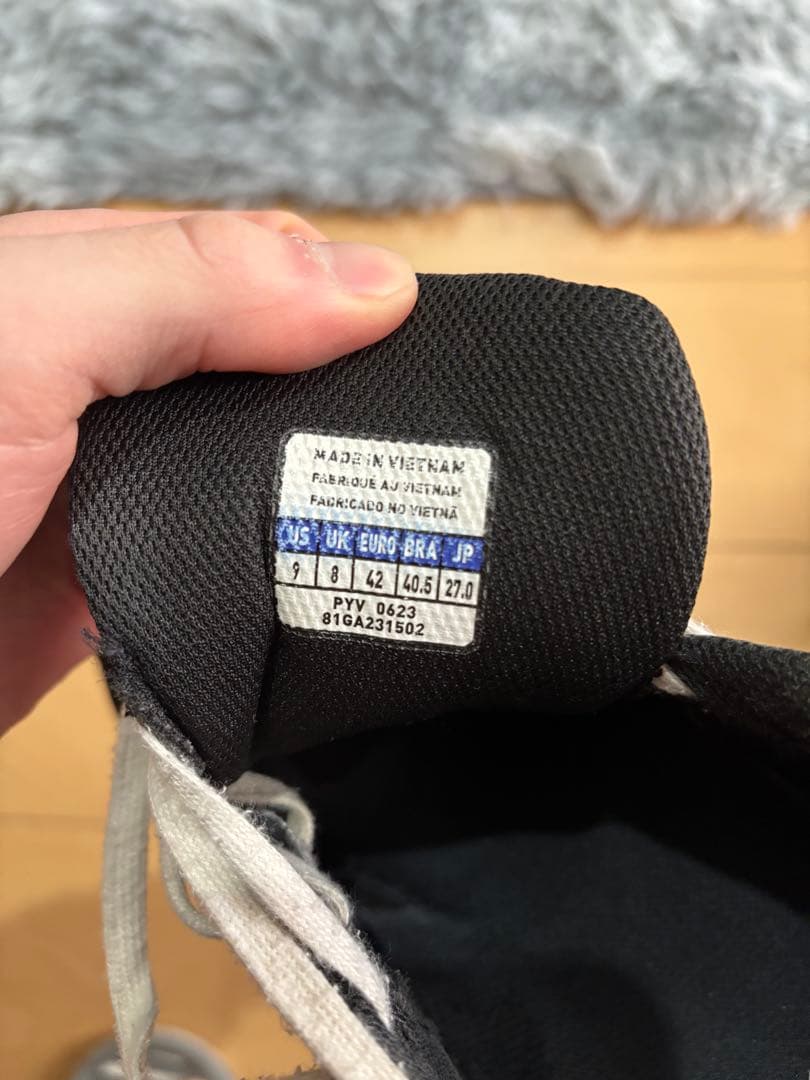 MADE IN VIETNAM
FABRIQUÉ AU VIETNAM
FABRICADO NO VIETNÃ
US UK EURO BRA JP
9 8 42 40.5 27.0
PYV 0623
81GA231502